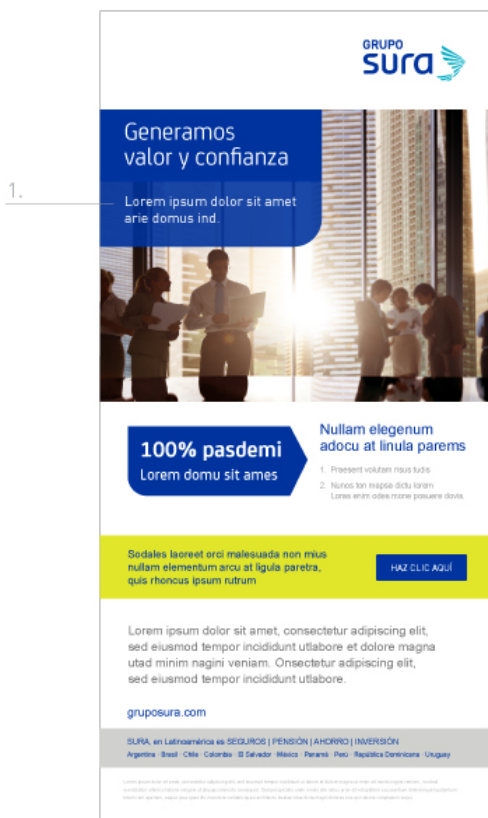 GRUPO
sura
Generamos
valor y confianza
1.
Lorem ipsum dolor sit amet
arie domus ind.
100% pasdemi
Lorem domu sit ames
Nullam elegenum
adocu at linula parems
1. Praesent volutam risus tudis
2. Nunos ten mapsa dictu lorem
Lores enim odes mone posuere dovis
Sodales laoreet orci malesuada non mius
nullam elementum arcu at ligula paretra,
quis rhoncus ipsum rutrum
HAZ CLIC AQUÍ
Lorem ipsum dolor sit amet, consectetur adipiscing elit,
sed eiusmod tempor incididunt utlabore et dolore magna
utad minim nagini veniam. Onsectetur adipiscing elit,
sed eiusmod tempor incididunt utlabore.
gruposura.com
SURA, en Latinoamérica es SEGUROS | PENSIÓN | AHORRO | INVERSIÓN
Argentina · Brasil · Chile · Colombia · El Salvador · México · Panamá · Perú · República Dominicana · Uruguay